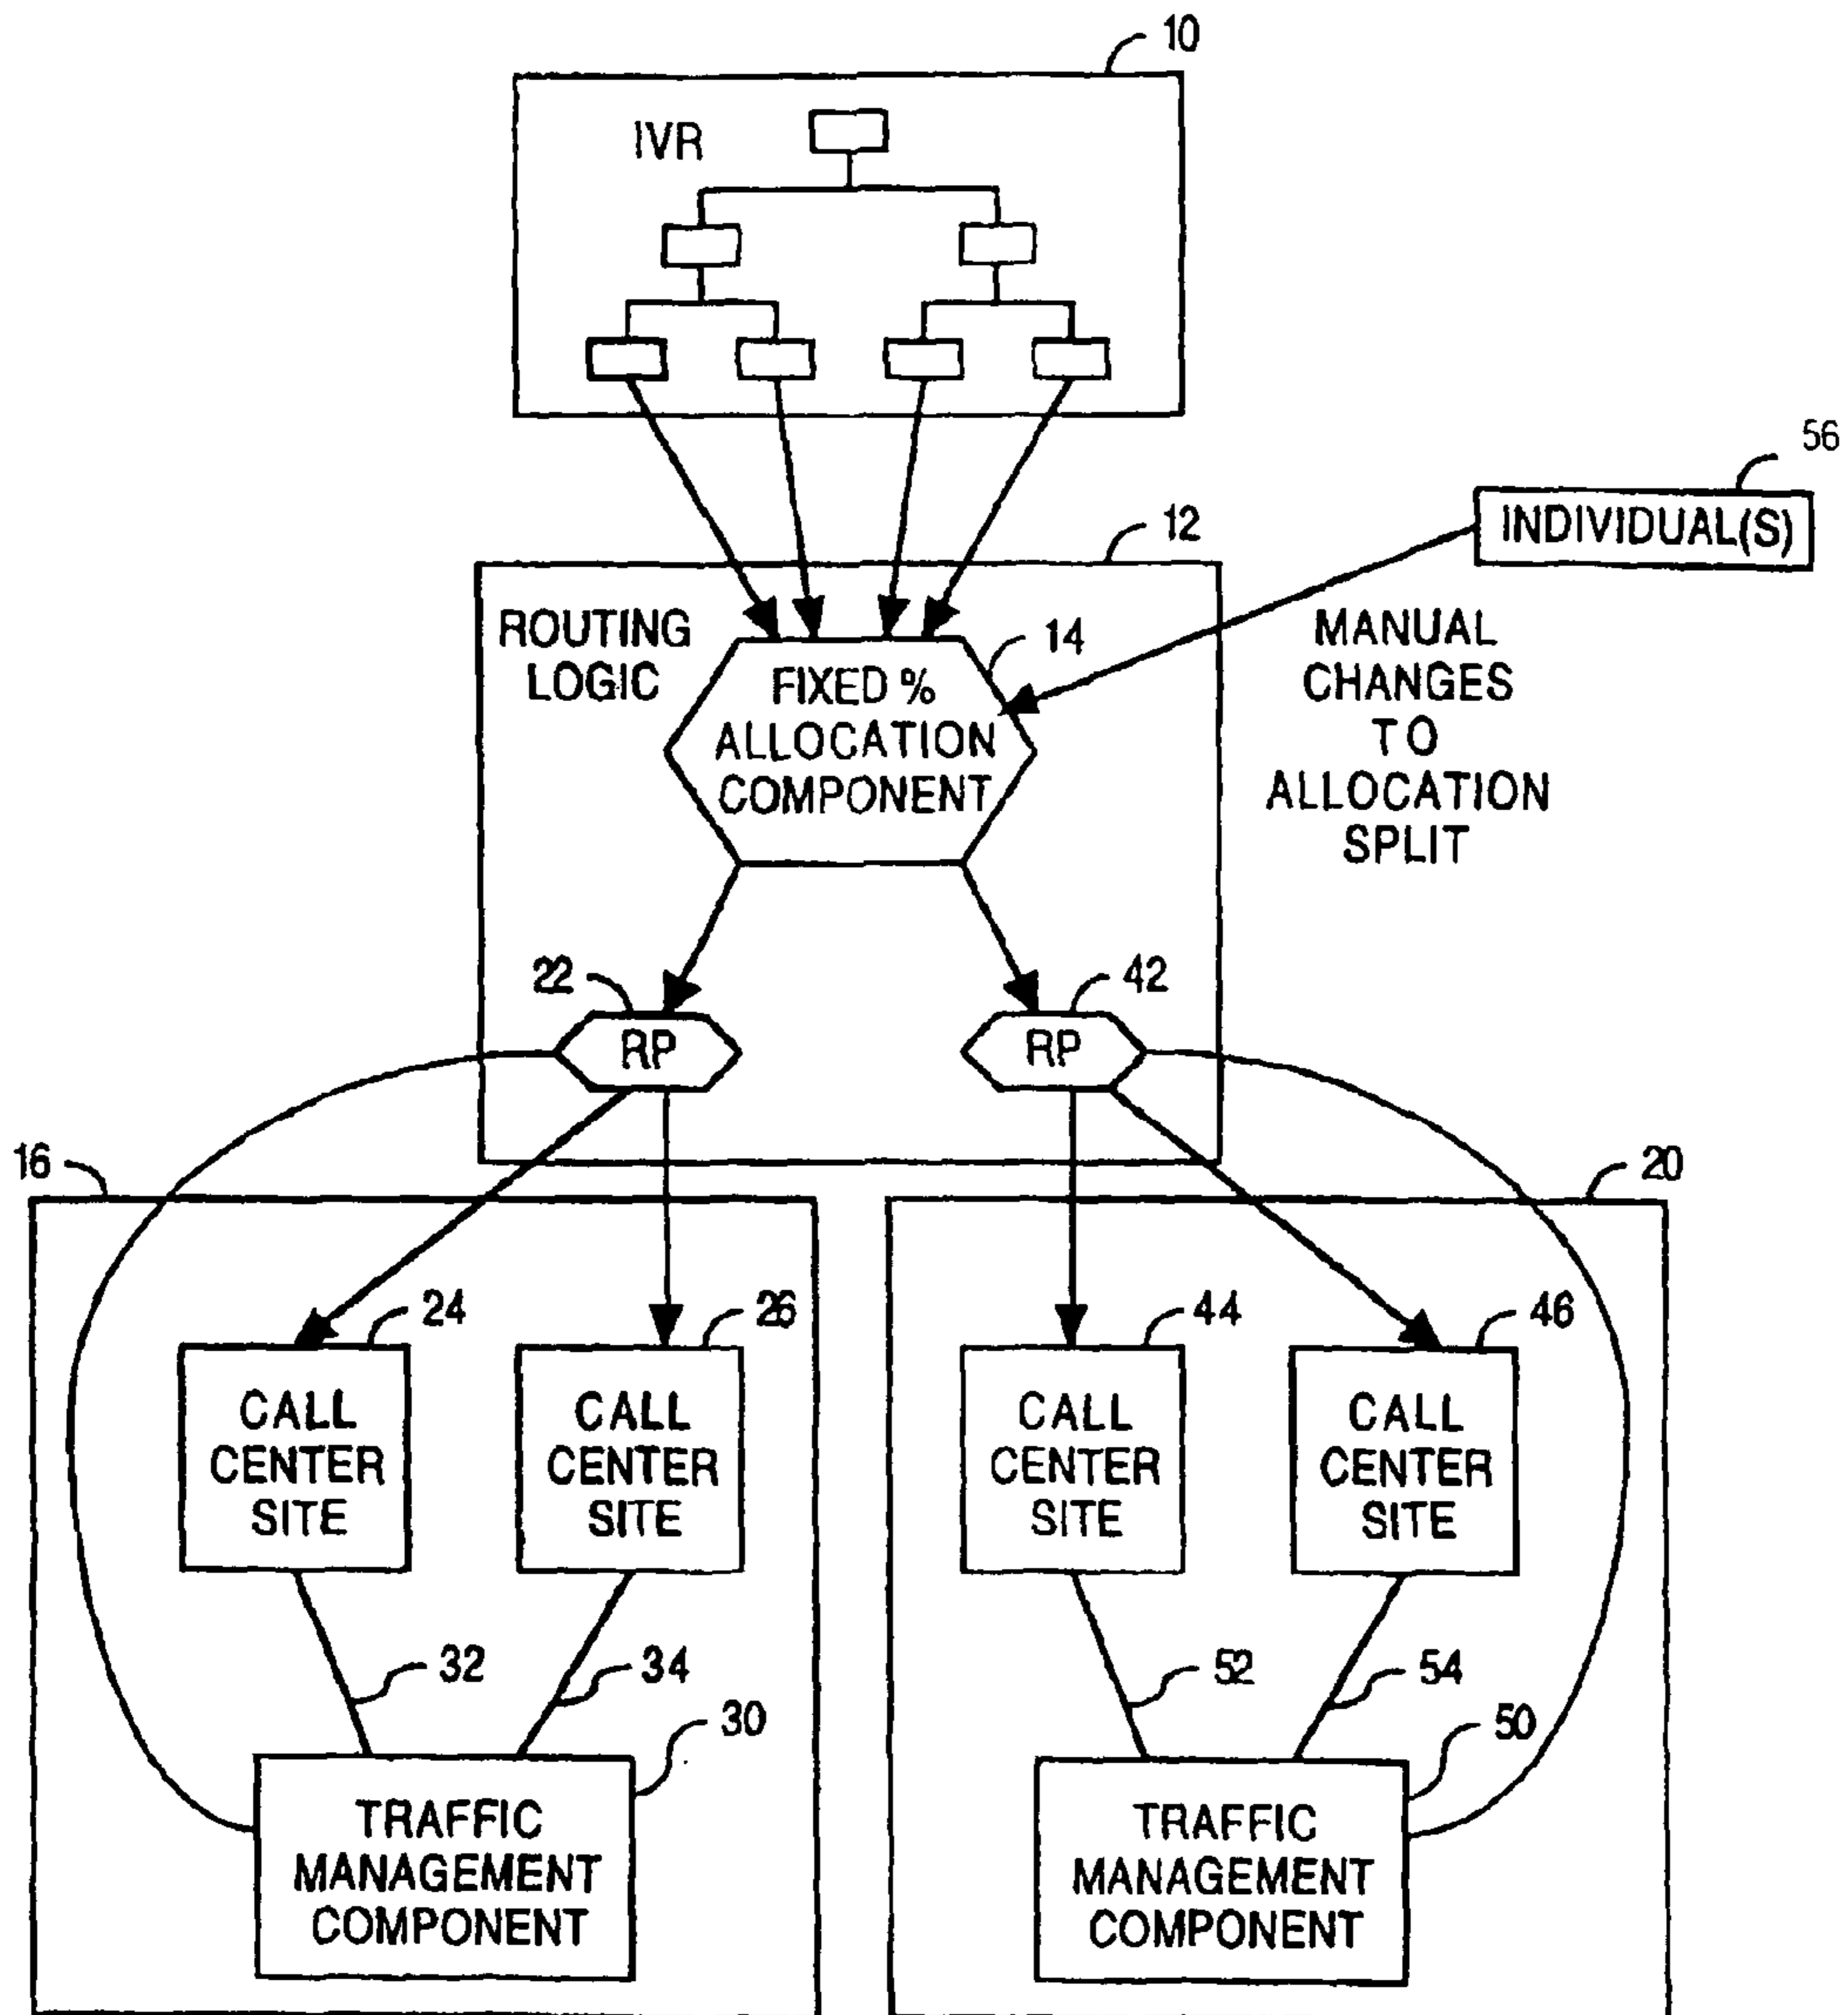 10
IVR
56
INDIVIDUAL(S)
12
ROUTING
LOGIC
14
FIXED %
ALLOCATION
COMPONENT
MANUAL
CHANGES
TO
ALLOCATION
SPLIT
22
RP
42
RP
16
20
24
CALL
CENTER
SITE
26
CALL
CENTER
SITE
44
CALL
CENTER
SITE
46
CALL
CENTER
SITE
32
34
30
TRAFFIC
MANAGEMENT
COMPONENT
52
54
50
TRAFFIC
MANAGEMENT
COMPONENT